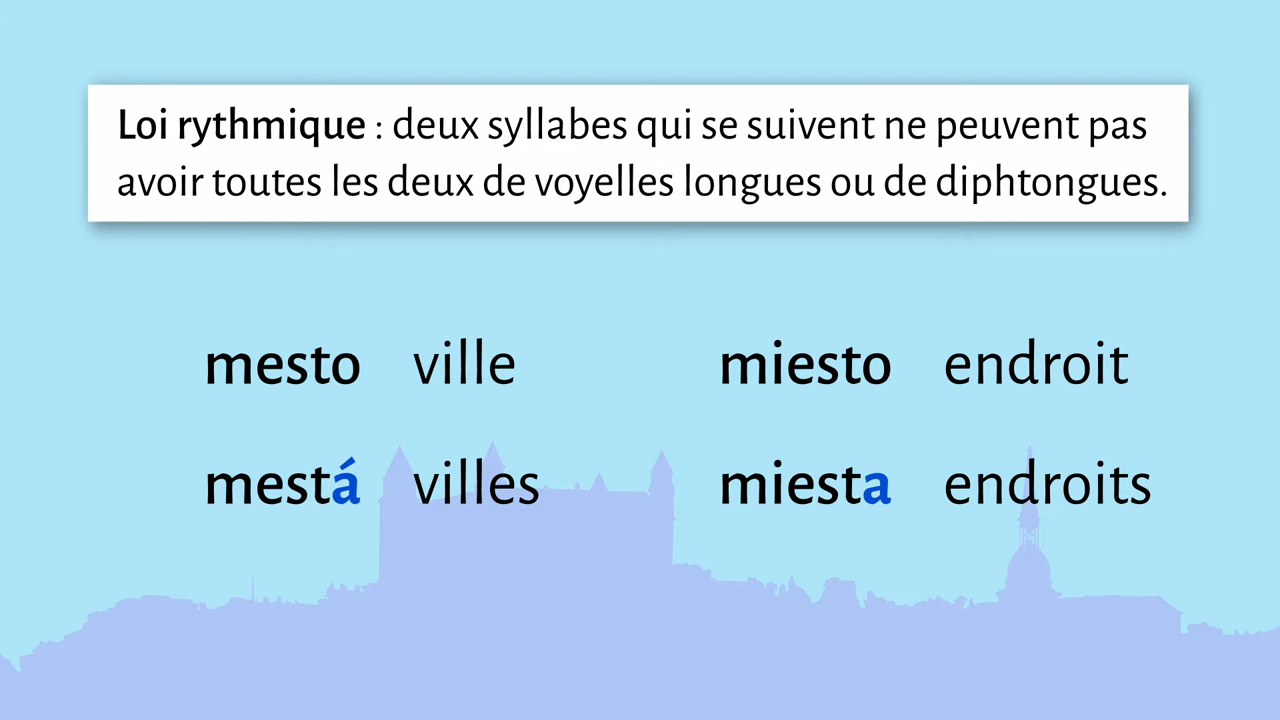 Loi rythmique : deux syllabes qui se suivent ne peuvent pas
avoir toutes les deux de voyelles longues ou de diphtongues.
mesto ville miesto endroit
mestá villes miesta endroits